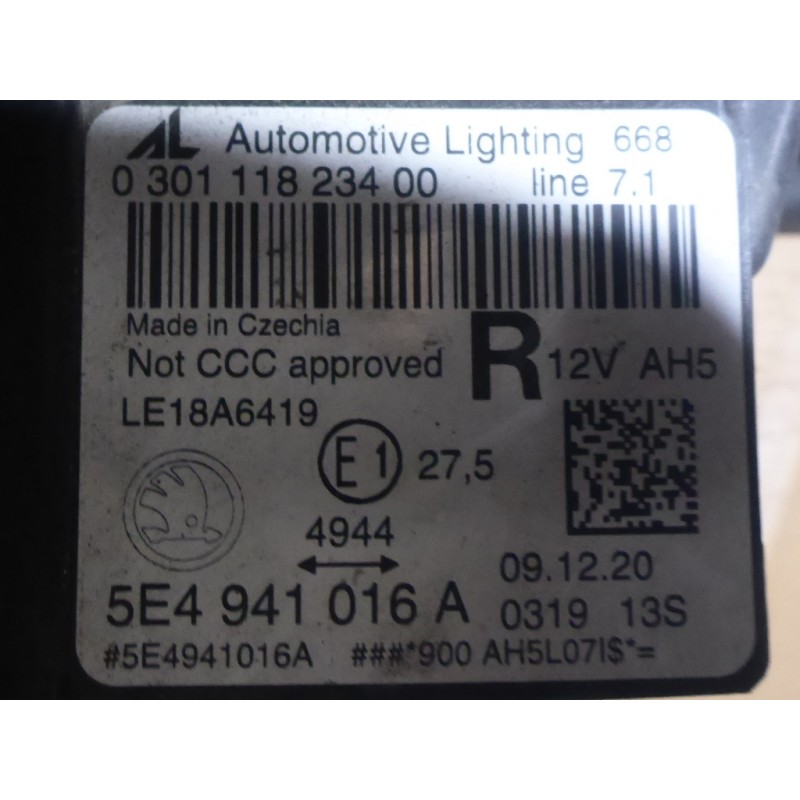 AL Automotive Lighting 668
0 301 118 234 00 line 7.1
Made in Czechia
Not CCC approved R 12V AH5
LE18A6419
E1 27,5
4944
09.12.20
5E4 941 016 A 0319 13S
#5E4941016A ###*900 AH5L07I$*=